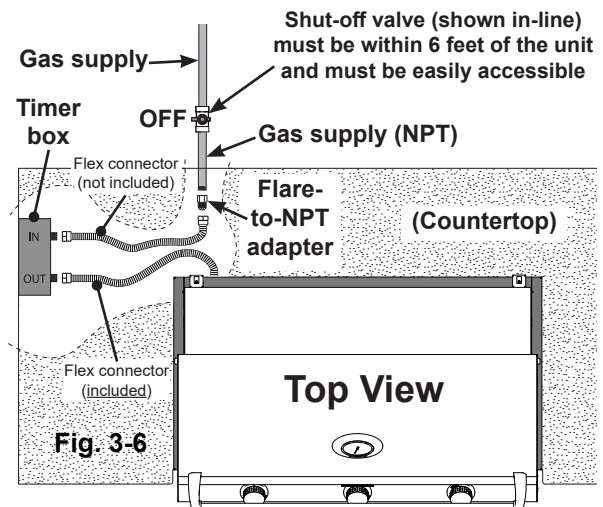 Shut-off valve (shown in-line)
must be within 6 feet of the unit
and must be easily accessible
Gas supply
OFF
Timer
box
Gas supply (NPT)
Flex connector
(not included)
Flare-
to-NPT
adapter
(Countertop)
IN
OUT
Flex connector
(included)
Top View
Fig. 3-6